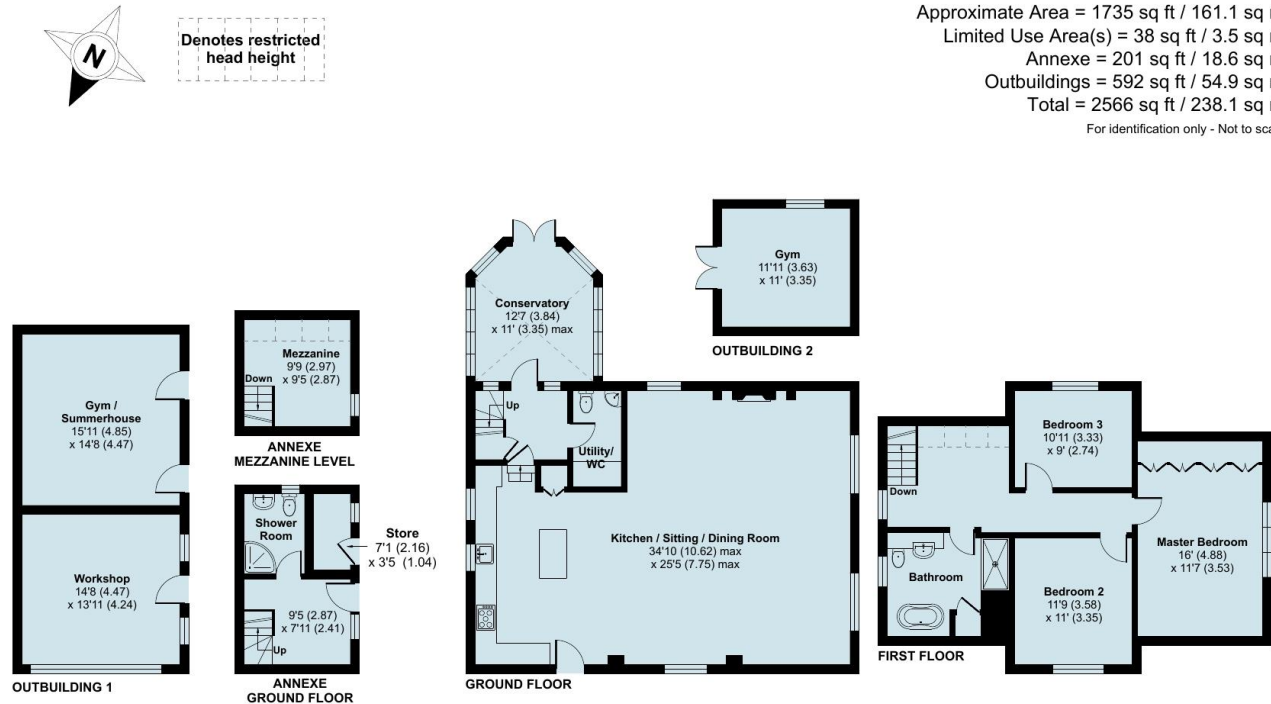 N
Denotes restricted
head height
Approximate Area = 1735 sq ft / 161.1 sq
Limited Use Area(s) = 38 sq ft / 3.5 sq
Annexe = 201 sq ft / 18.6 sq
Outbuildings = 592 sq ft / 54.9 sq
Total = 2566 sq ft / 238.1 sq
For identification only - Not to
Gym /
Summerhouse
15'11 (4.85)
x 14'8 (4.47)
Workshop
14'8 (4.47)
x 13'11 (4.24)
OUTBUILDING 1
Mezzanine
9'9 (2.97)
x 9'5 (2.87)
Down
ANNEXE
MEZZANINE LEVEL
Shower
Room
Store
7'1 (2.16)
x 3'5 (1.04)
9'5 (2.87)
x 7'11 (2.41)
Up
ANNEXE
GROUND FLOOR
Conservatory
12'7 (3.84)
x 11' (3.35) max
Up
Utility/
WC
Kitchen / Sitting / Dining Room
34'10 (10.62) max
x 25'5 (7.75) max
GROUND FLOOR
Gym
11'11 (3.63)
x 11' (3.35)
OUTBUILDING 2
Bedroom 3
10'11 (3.33)
x 9' (2.74)
Down
Master Bedroom
16' (4.88)
x 11'7 (3.53)
Bathroom
Bedroom 2
11'9 (3.58)
x 11' (3.35)
FIRST FLOOR